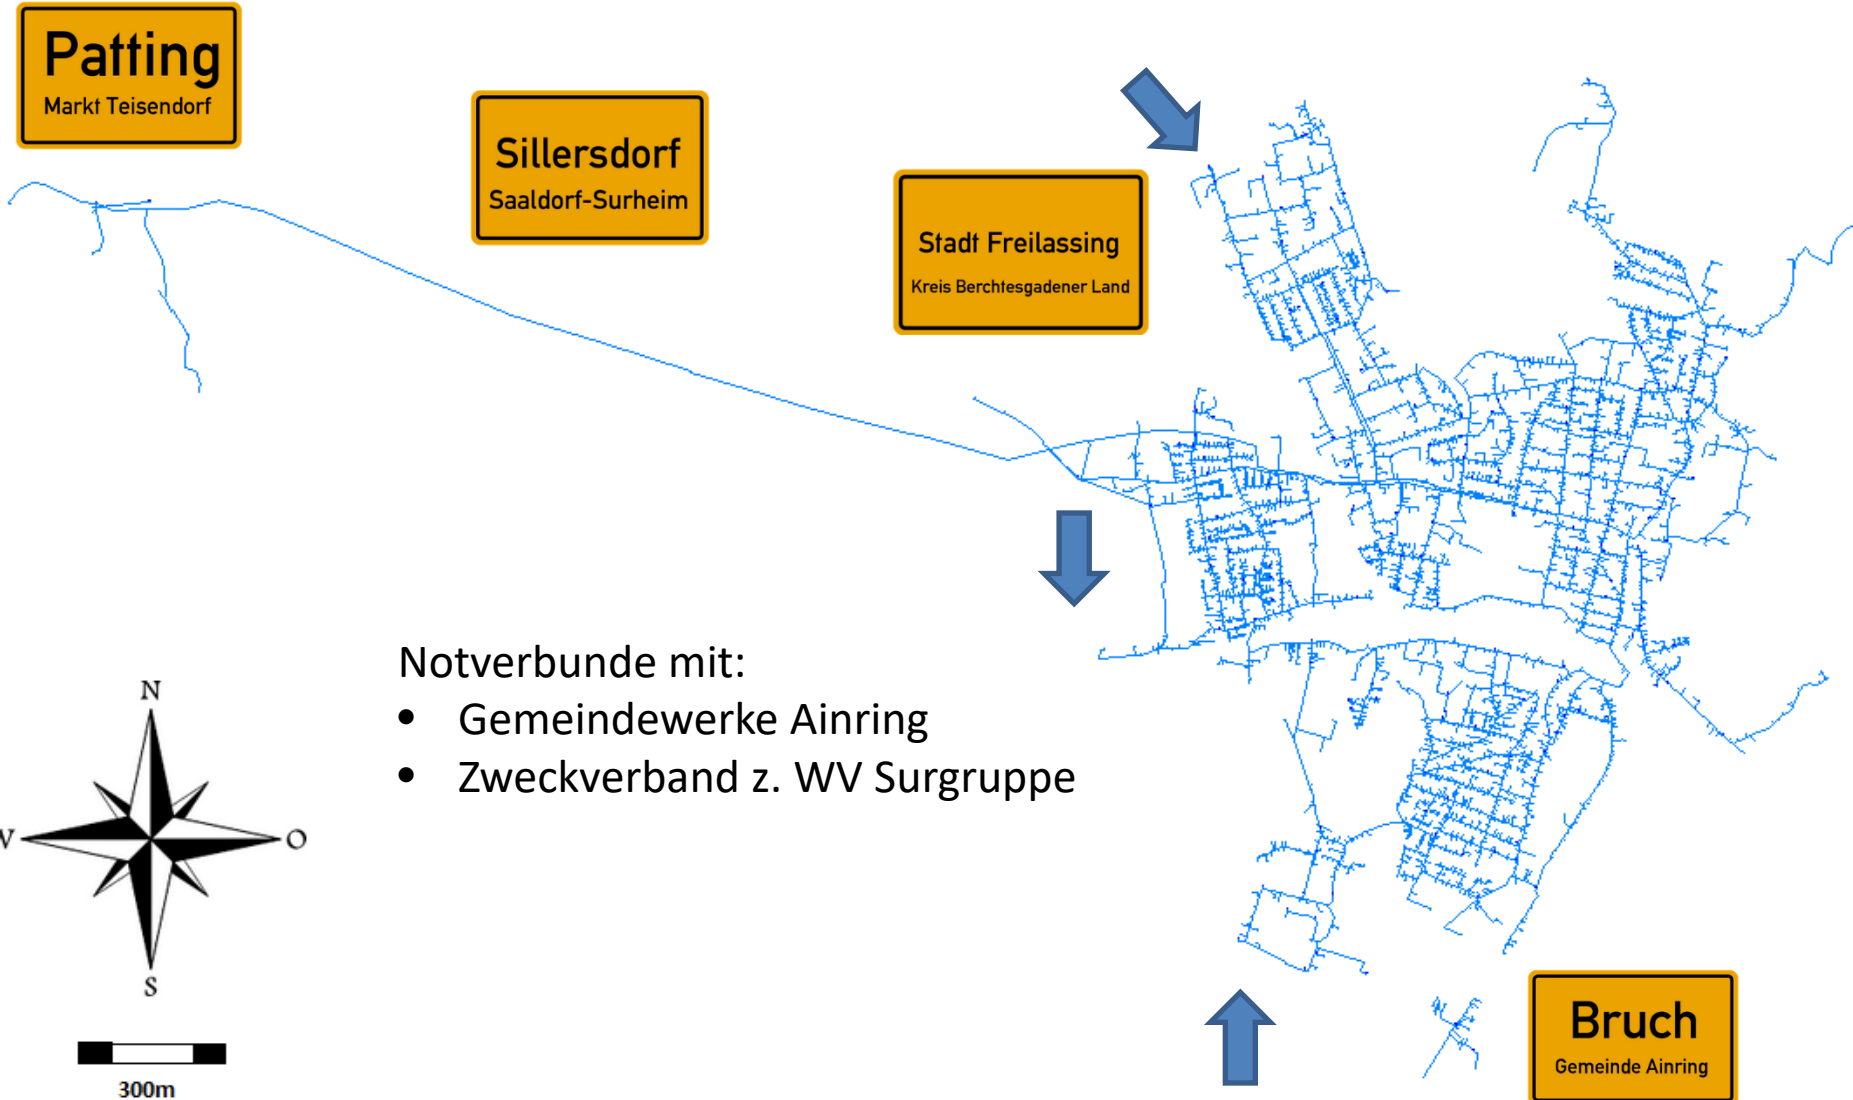 Patting
Markt Teisendorf
Sillersdorf
Saaldorf-Surheim
Stadt Freilassing
Kreis Berchtesgadener Land
Notverbunde mit:
• Gemeindewerke Ainring
• Zweckverband z. WV Surgruppe
N
W
O
S
300m
Bruch
Gemeinde Ainring